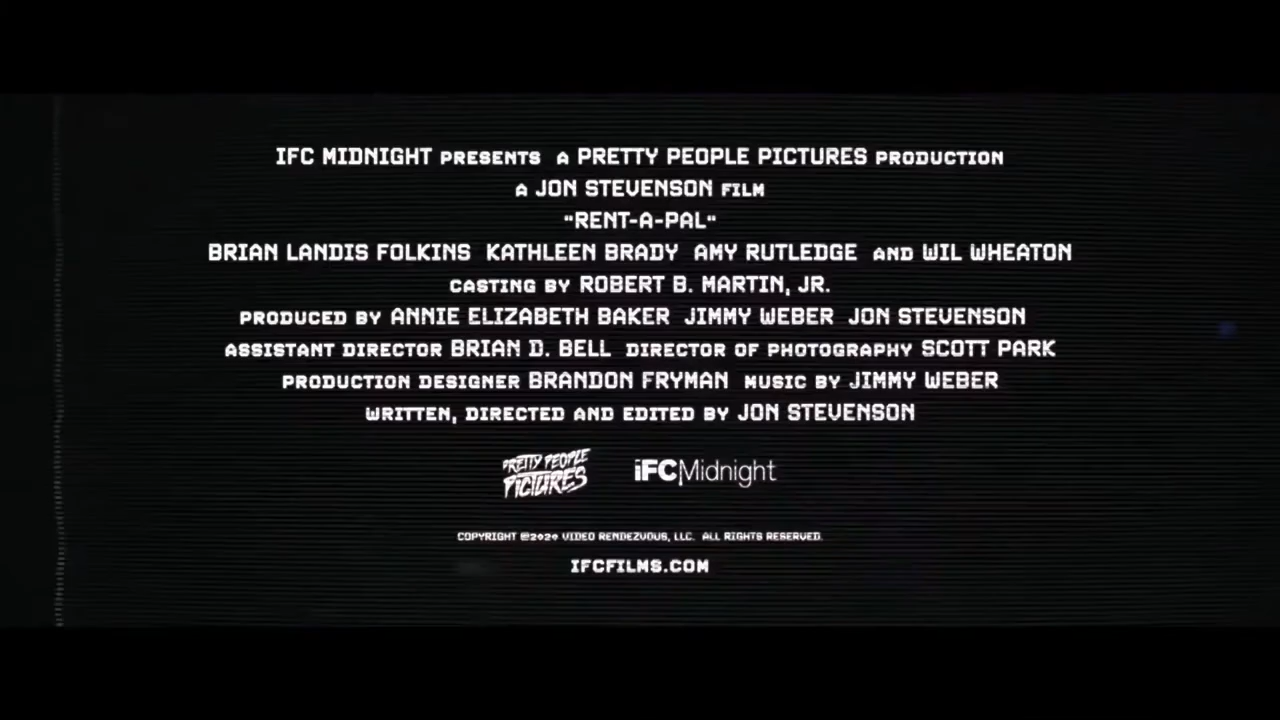 IFC MIDNIGHT PRESENTS A PRETTY PEOPLE PICTURES PRODUCTION
A JON STEVENSON FILM
"RENT-A-PAL"
BRIAN LANDIS FOLKINS KATHLEEN BRADY AMY RUTLEDGE AND WIL WHEATON
CASTING BY ROBERT B. MARTIN, JR.
PRODUCED BY ANNIE ELIZABETH BAKER JIMMY WEBER JON STEVENSON
ASSISTANT DIRECTOR BRIAN D. BELL DIRECTOR OF PHOTOGRAPHY SCOTT PARK
PRODUCTION DESIGNER BRANDON FRYMAN MUSIC BY JIMMY WEBER
WRITTEN, DIRECTED AND EDITED BY JON STEVENSON
PRETTY PEOPLE
PICTURES
iFC Midnight
COPYRIGHT ©2020 VIDEO RENDEZVOUS, LLC. ALL RIGHTS RESERVED.
IFCFILMS.COM